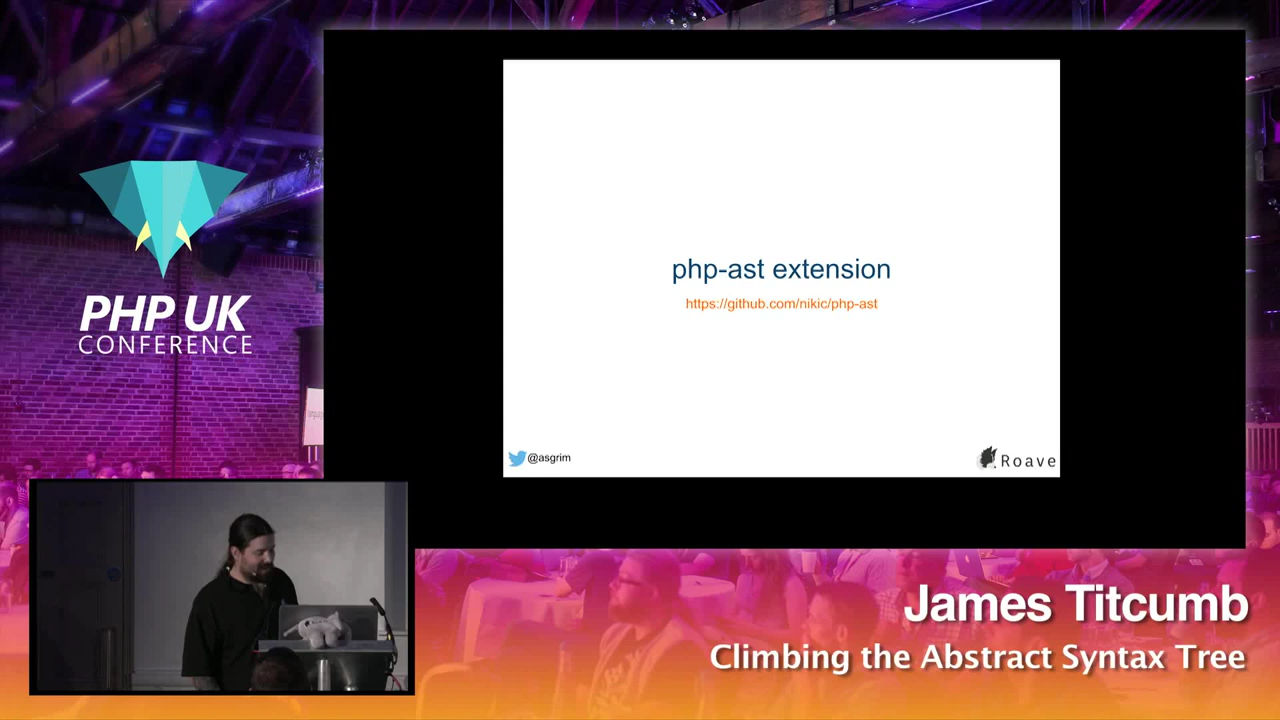 PHP UK
CONFERENCE
php-ast extension
https://github.com/nikic/php-ast
@asgrim
Roave
James Titcumb
Climbing the Abstract Syntax Tree